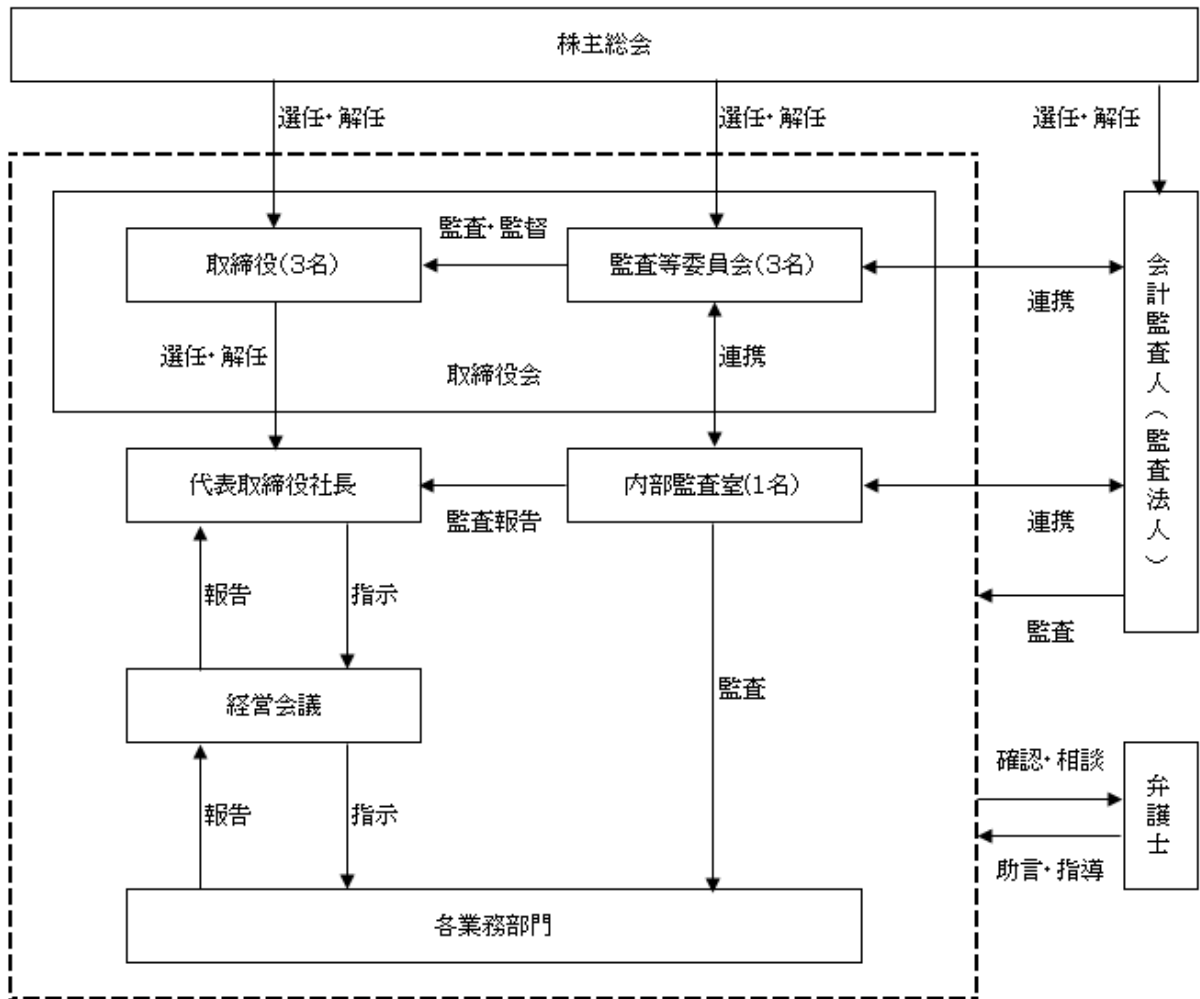 株主総会
選任・解任
選任・解任
選任・解任
取締役(3名)
監査・監督
監査等委員会(3名)
連携
選任・解任
取締役会
連携
会計監査人(監査法人)
代表取締役社長
監査報告
内部監査室(1名)
連携
報告
指示
監査
経営会議
監査
報告
指示
確認・相談
助言・指導
弁護士
各業務部門